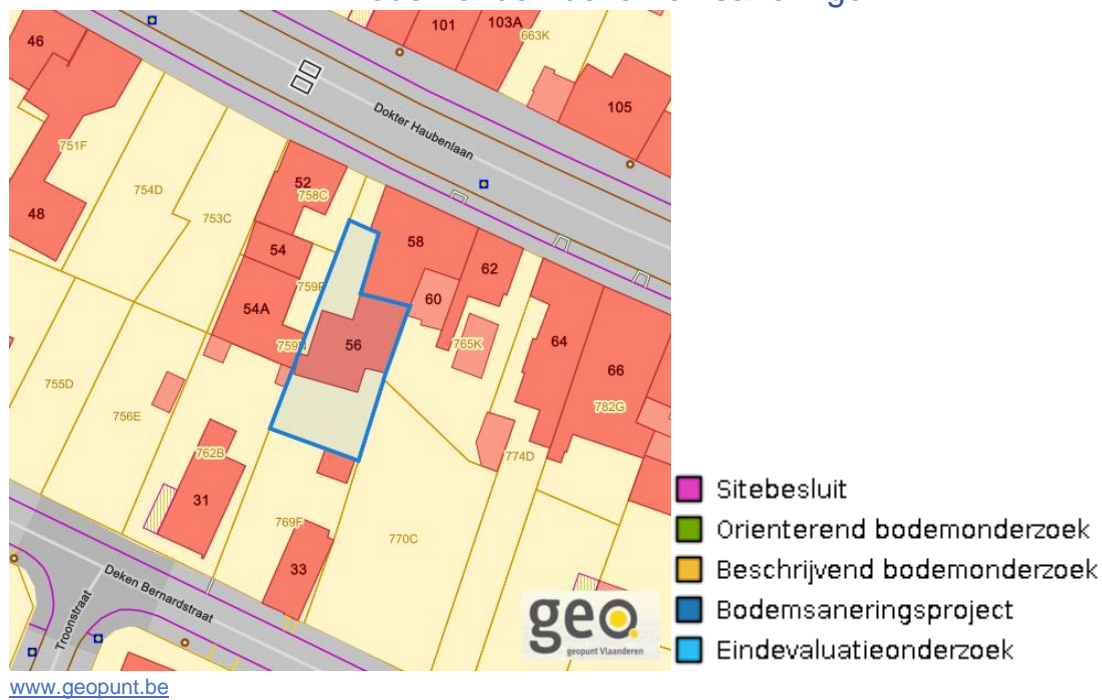 101
103A
663K
46
105
Dokter Haubenlaan
751F
754D
52
758C
753C
48
54
58
62
759P
60
54A
56
759N
765K
64
66
755D
756E
782G
762B
774D
31
769F
770C
33
Deken Bernardstraat
Troonstraat
geo
geopunt Vlaanderen
Sitebesluit
Orienterend bodemonderzoek
Beschrijvend bodemonderzoek
Bodemsaneringsproject
Eindevaluatieonderzoek
www.geopunt.be